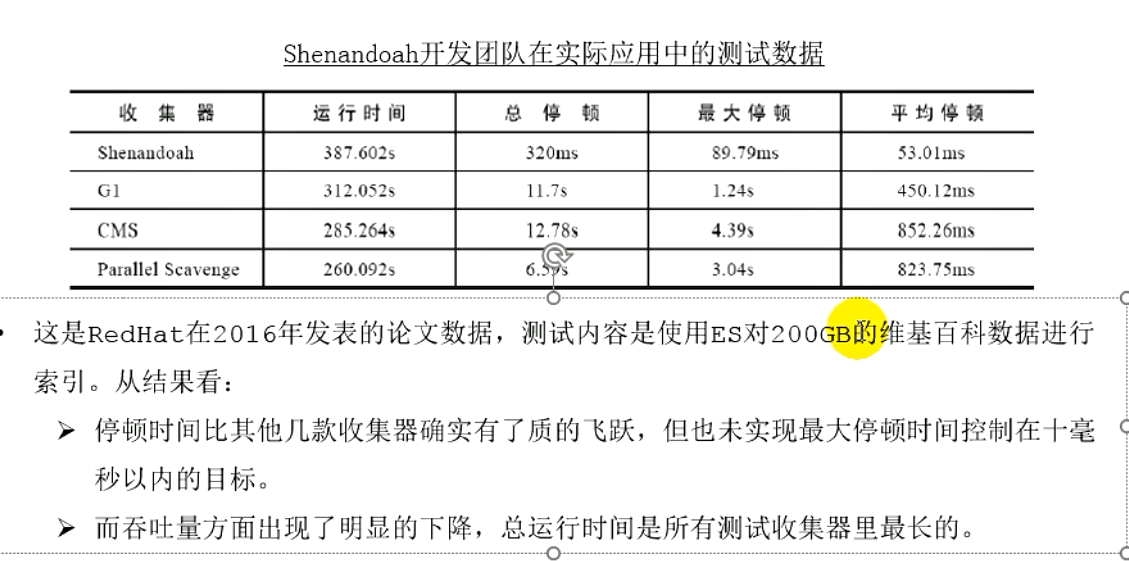 Shenandoah开发团队在实际应用中的测试数据
收 集 器 运行时间 总 停 顿 最大停顿 平均停顿
Shenandoah 387.602s 320ms 89.79ms 53.01ms
G1 312.052s 11.7s 1.24s 450.12ms
CMS 285.264s 12.78s 4.39s 852.26ms
Parallel Scavenge 260.092s 3.04s 823.75ms
• 这是RedHat在2016年发表的论文数据，测试内容是使用ES对200GB的维基百科数据进行
索引。从结果看：
➢ 停顿时间比其他几款收集器确实有了质的飞跃，但也未实现最大停顿时间控制在十毫
秒以内的目标。
➢ 而吞吐量方面出现了明显的下降，总运行时间是所有测试收集器里最长的。